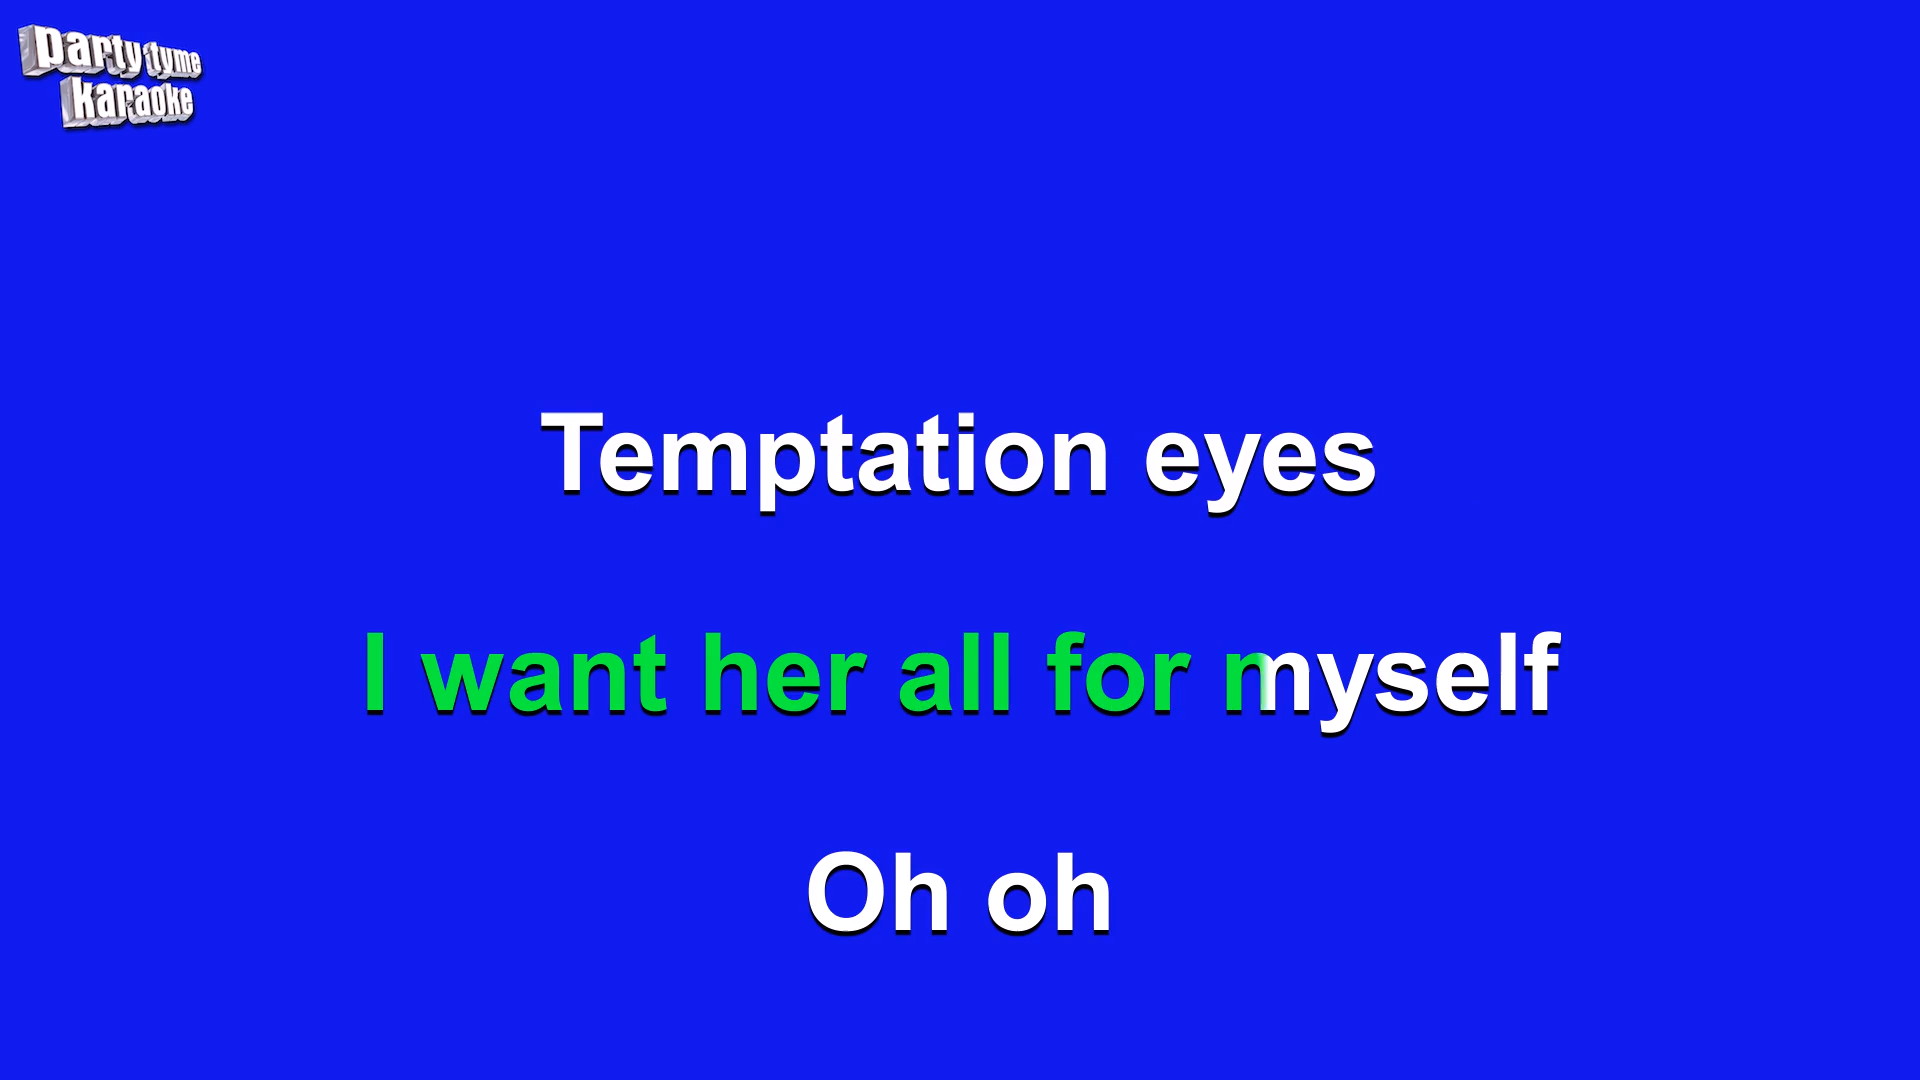 party tyme
karaoke
Temptation eyes
I want her all for myself
Oh oh